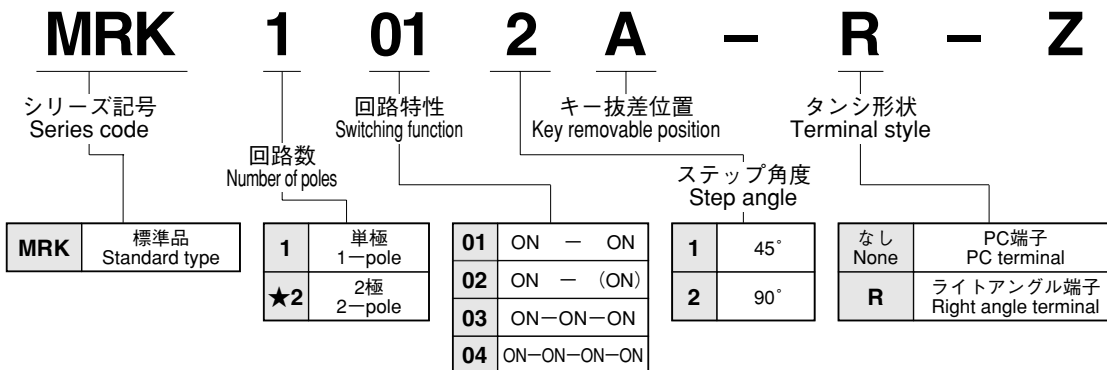 MRK 1 01 2 A － R － Z
シリーズ記号
Series code
回路数
Number of poles
回路特性
Switching function
キー抜差位置
Key removable position
ステップ角度
Step angle
タンシ形状
Terminal style
MRK 標準品
Standard type
1 単極
1－pole
★2 2極
2－pole
01 ON － ON
02 ON － (ON)
03 ON－ON－ON
04 ON－ON－ON－ON
1 45°
2 90°
なし PC端子
None PC terminal
R ライトアングル端子
Right angle terminal